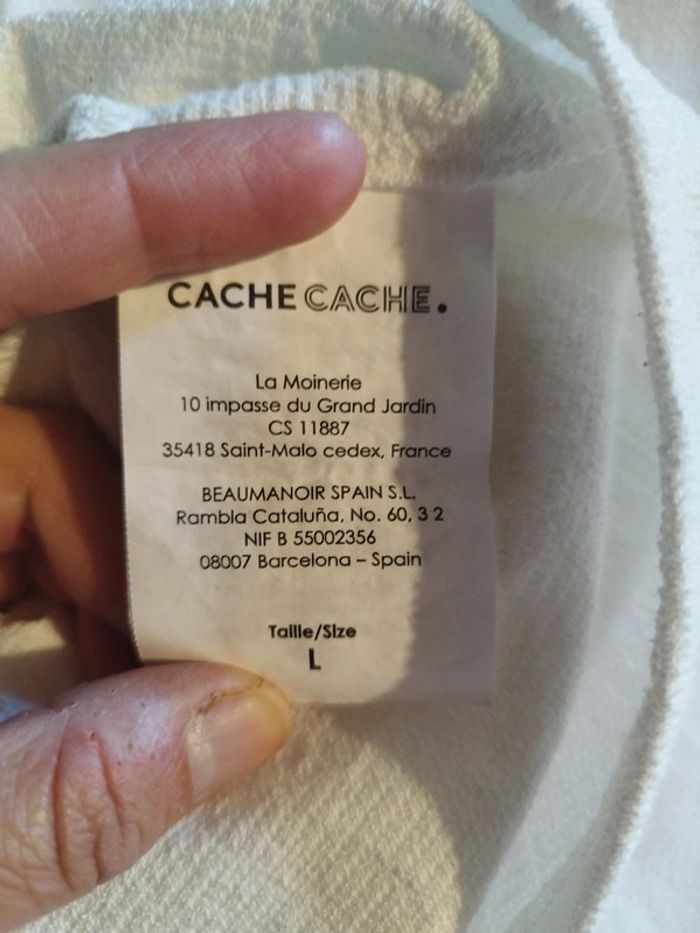 CACHE CACHE.
La Moinerie
10 impasse du Grand Jardin
CS 11887
35418 Saint-Malo cedex, France
BEAUMANOIR SPAIN S.L.
Rambla Cataluña, No. 60, 3 2
NIF B 55002356
08007 Barcelona – Spain
Taille/Size
L